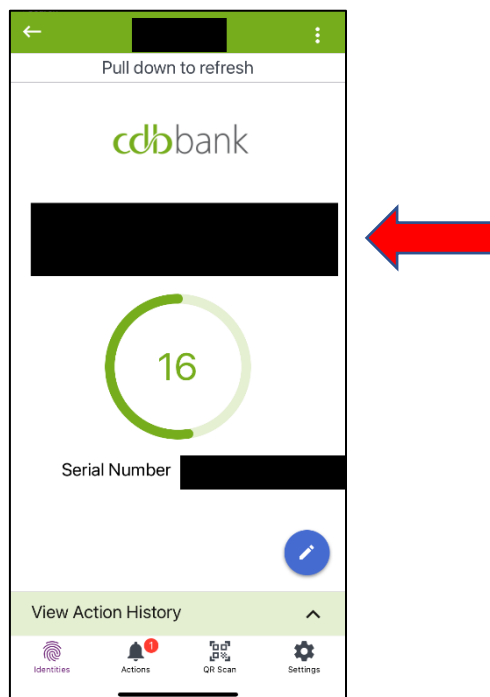 Pull down to refresh
cdbbank
16
Serial Number
View Action History
1
Identities
Actions
QR Scan
Settings